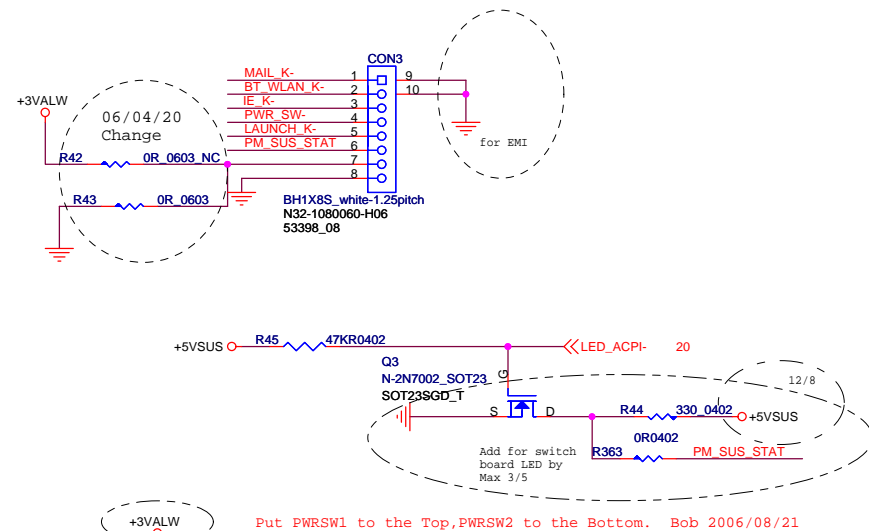 CON3
MAIL_K-
BT_WLAN_K-
IE_K-
PWR_SW-
LAUNCH_K-
PM_SUS_STAT
1
2
3
4
5
6
7
8
9
10
+3VALW
06/04/20
Change
for EMI
R42
0R_0603_NC
R43
0R_0603
BH1X8S_white-1.25pitch
N32-1080060-H06
53398_08
+5VSUS
R45
47KR0402
LED_ACPI-
20
Q3
N-2N7002_SOT23_
SOT23SGD_T
G
S
D
12/8
R44
330_0402
+5VSUS
0R0402
R363
PM_SUS_STAT
Add for switch
board LED by
Max 3/5
+3VALW
Put PWRSW1 to the Top,PWRSW2 to the Bottom. Bob 2006/08/21